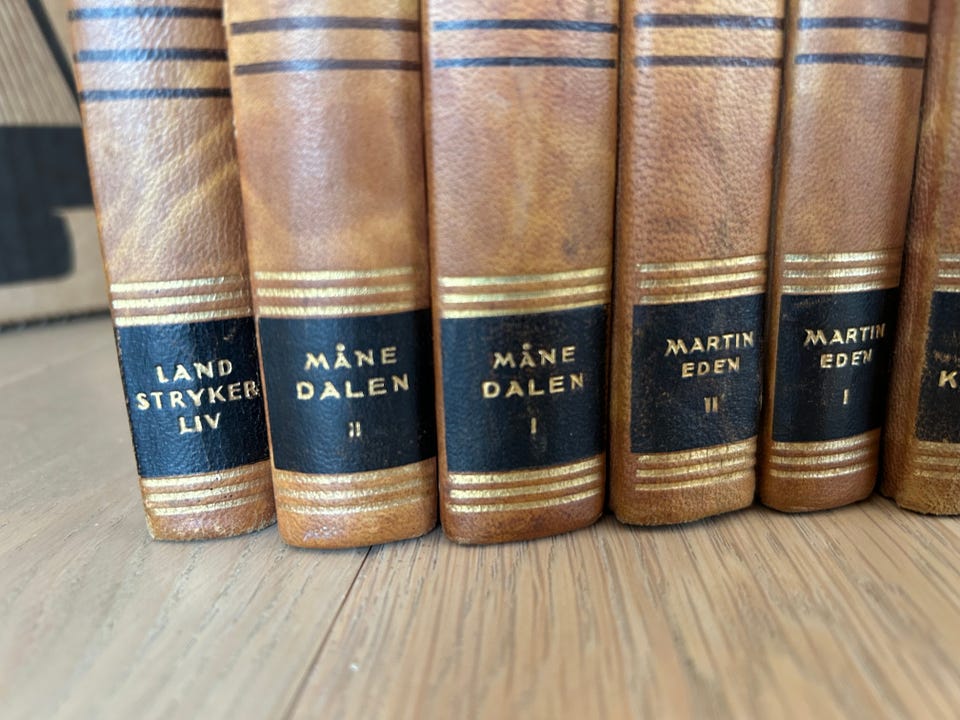 LAND
STRYKER
LIV
MÅNE
DALEN
II
MÅNE
DALEN
I
MARTIN
EDEN
II
MARTIN
EDEN
I
K